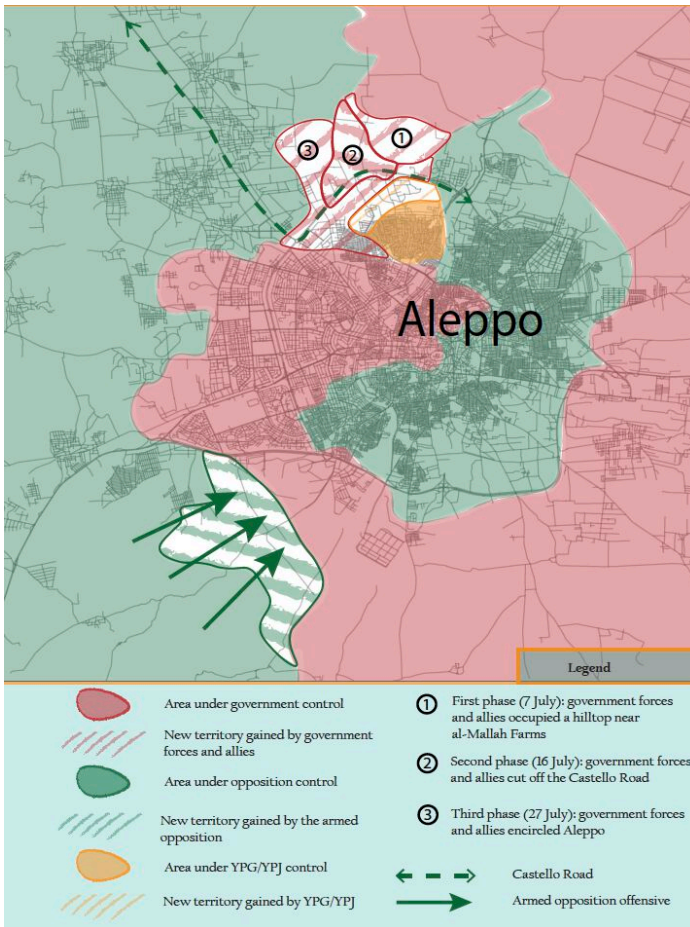 1
3
2
Aleppo
Legend
Area under government control
New territory gained by government
forces and allies
Area under opposition control
New territory gained by the armed
opposition
Area under YPG/YPJ control
New territory gained by YPG/YPJ
1 First phase (7 July): government forces
and allies occupied a hilltop near
al-Mallah Farms
2 Second phase (16 July): government forces
and allies cut off the Castello Road
3 Third phase (27 July): government forces
and allies encircled Aleppo
Castello Road
Armed opposition offensive